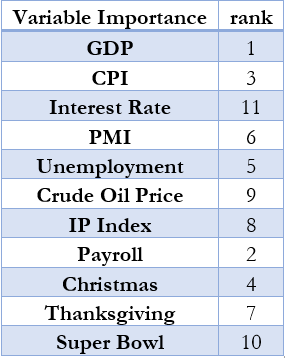 Variable Importance rank
GDP 1
CPI 3
Interest Rate 11
PMI 6
Unemployment 5
Crude Oil Price 9
IP Index 8
Payroll 2
Christmas 4
Thanksgiving 7
Super Bowl 10